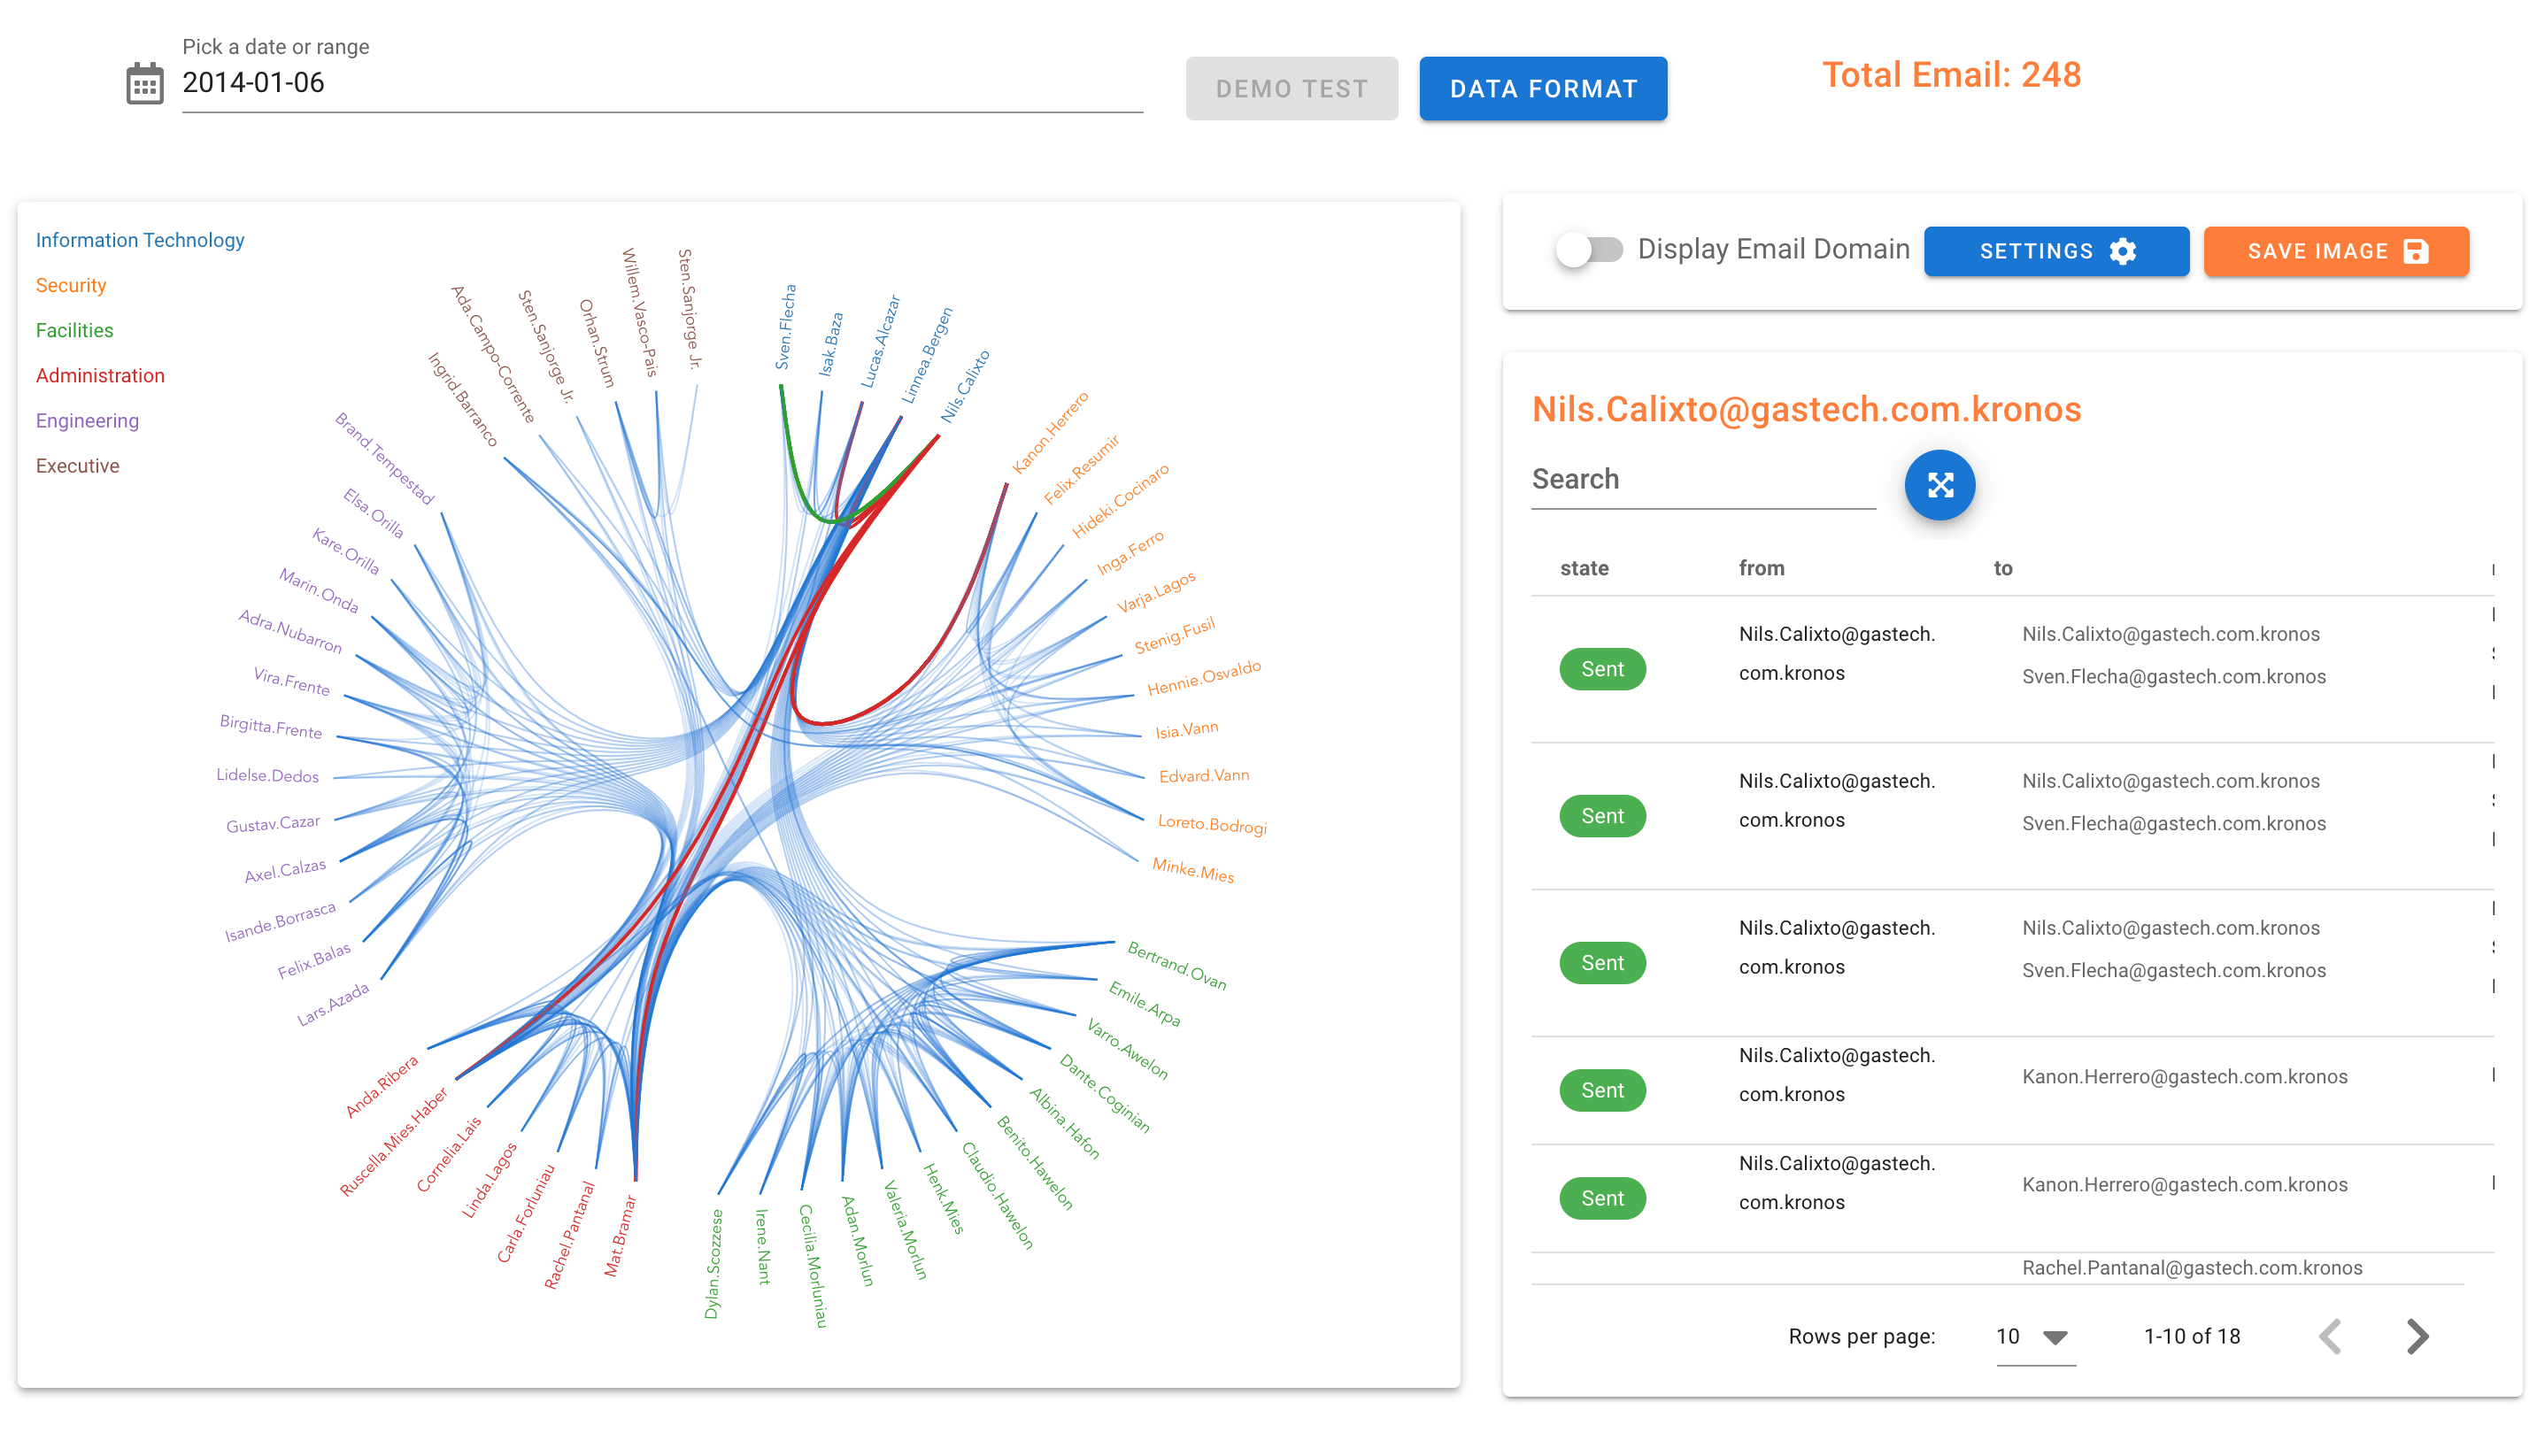 Pick a date or range
2014-01-06
DEMO TEST
DATA FORMAT
Total Email: 248
Information Technology
Security
Facilities
Administration
Engineering
Executive
Sven.Flecha
Isak.Baza
Lucas.Alcazar
Linnea.Bergen
Nils.Calixto
Kanon.Herrero
Felix.Resumir
Hideki.Cocinaro
Inga.Ferro
Varja.Lagos
Stenig.Fusil
Hennie.Osvaldo
Isia.Vann
Edvard.Vann
Loreto.Bodrogi
Minke.Mies
Bertrand.Ovan
Emile.Arpa
Varro.Awelon
Dante.Coginian
Albina.Hafon
Benito.Hawelon
Claudio.Hawelon
Henk.Mies
Valeria.Morlun
Adan.Morlun
Cecilia.Morluniau
Irene.Nant
Dylan.Scozzese
Mat.Bramar
Rachel.Pantanal
Carla.Forluniau
Linda.Lagos
Cornelia.Lais
Ruscella.Mies.Haber
Anda.Ribera
Lars.Azada
Felix.Balas
Isande.Borrasca
Axel.Calzas
Gustav.Cazar
Lidelse.Dedos
Birgitta.Frente
Vira.Frente
Adra.Nubarron
Marin.Onda
Kare.Orilla
Elsa.Orilla
Brand.Tempestad
Ingrid.Barranco
Ada.Campo-Corrente
Sten.Sanjorge Jr.
Orhan.Strum
Willem.Vasco-Pais
Sten.Sanjorge Jr.
Display Email Domain
SETTINGS
SAVE IMAGE
Nils.Calixto@gastech.com.kronos
Search
state from to
Sent
Nils.Calixto@gastech.
com.kronos
Nils.Calixto@gastech.com.kronos
Sven.Flecha@gastech.com.kronos
Sent
Nils.Calixto@gastech.
com.kronos
Nils.Calixto@gastech.com.kronos
Sven.Flecha@gastech.com.kronos
Sent
Nils.Calixto@gastech.
com.kronos
Nils.Calixto@gastech.com.kronos
Sven.Flecha@gastech.com.kronos
Sent
Nils.Calixto@gastech.
com.kronos
Kanon.Herrero@gastech.com.kronos
Sent
Nils.Calixto@gastech.
com.kronos
Kanon.Herrero@gastech.com.kronos
Rachel.Pantanal@gastech.com.kronos
Rows per page: 10 1-10 of 18